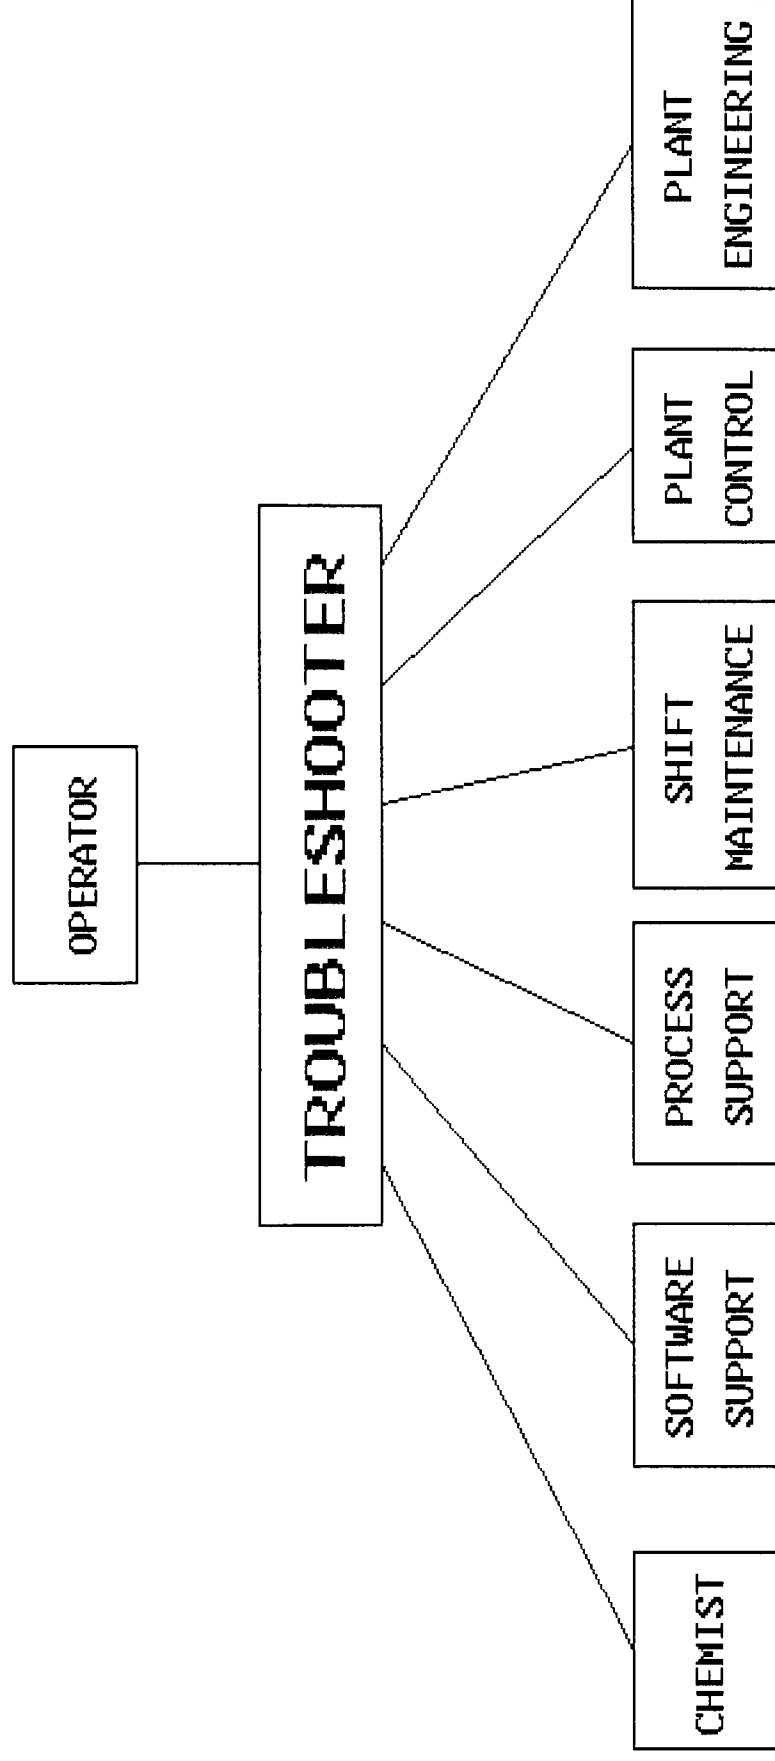 OPERATOR
TROUBLESHOOTER
CHEMIST
SOFTWARE
SUPPORT
PROCESS
SUPPORT
SHIFT
MAINTENANCE
PLANT
CONTROL
PLANT
ENGINEERING